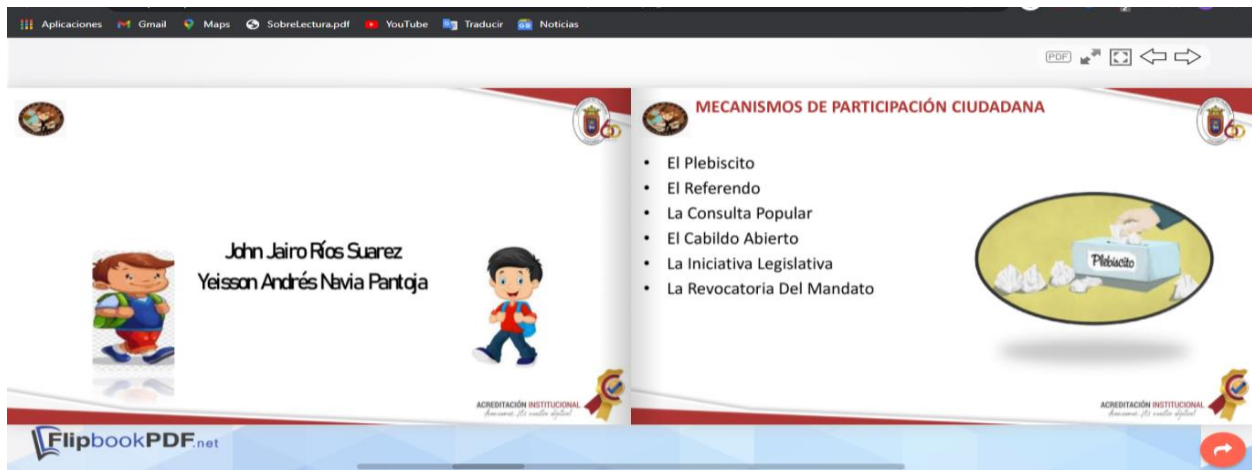 Aplicaciones Gmail Maps SobreLectura.pdf YouTube Traducir Noticias
PDF
John Jairo Ríos Suarez
Yeisson Andrés Navia Pantoja
ACREDITACIÓN INSTITUCIONAL
MECANISMOS DE PARTICIPACIÓN CIUDADANA
• El Plebiscito
• El Referendo
• La Consulta Popular
• El Cabildo Abierto
• La Iniciativa Legislativa
• La Revocatoria Del Mandato
Plebiscito
ACREDITACIÓN INSTITUCIONAL
FlipbookPDF.net